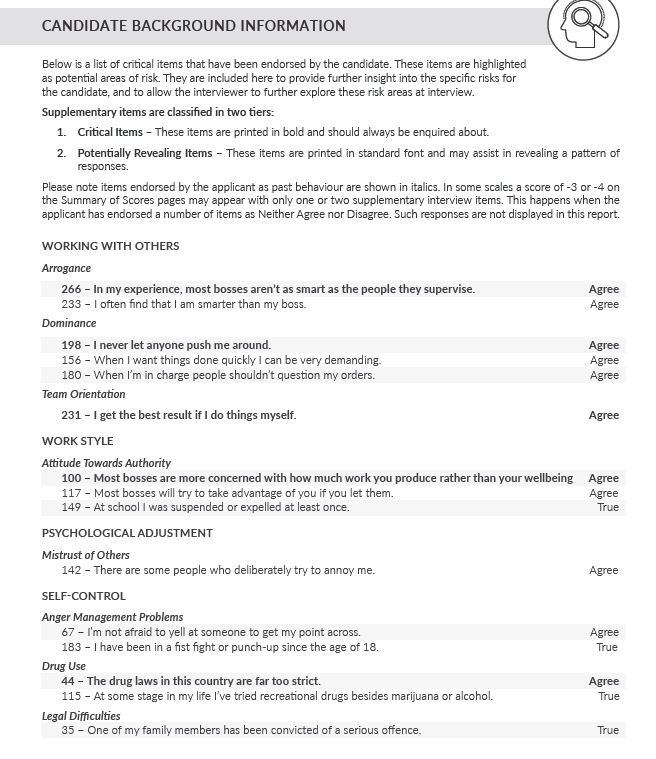 CANDIDATE BACKGROUND INFORMATION
Below is a list of critical items that have been endorsed by the candidate. These items are highlighted
as potential areas of risk. They are included here to provide further insight into the specific risks for
the candidate, and to allow the interviewer to further explore these risk areas at interview.
Supplementary items are classified in two tiers:
1. Critical Items – These items are printed in bold and should always be enquired about.
2. Potentially Revealing Items – These items are printed in standard font and may assist in revealing a pattern of
responses.
Please note items endorsed by the applicant as past behaviour are shown in italics. In some scales a score of -3 or -4 on
the Summary of Scores pages may appear with only one or two supplementary interview items. This happens when the
applicant has endorsed a number of items as Neither Agree nor Disagree. Such responses are not displayed in this report.
WORKING WITH OTHERS
Arrogance
266 – In my experience, most bosses aren't as smart as the people they supervise. Agree
233 – I often find that I am smarter than my boss. Agree
Dominance
198 – I never let anyone push me around. Agree
156 – When I want things done quickly I can be very demanding. Agree
180 – When I'm in charge people shouldn't question my orders. Agree
Team Orientation
231 – I get the best result if I do things myself. Agree
WORK STYLE
Attitude Towards Authority
100 – Most bosses are more concerned with how much work you produce rather than your wellbeing Agree
117 – Most bosses will try to take advantage of you if you let them. Agree
149 – At school I was suspended or expelled at least once. True
PSYCHOLOGICAL ADJUSTMENT
Mistrust of Others
142 – There are some people who deliberately try to annoy me. Agree
SELF-CONTROL
Anger Management Problems
67 – I'm not afraid to yell at someone to get my point across. Agree
183 – I have been in a fist fight or punch-up since the age of 18. True
Drug Use
44 – The drug laws in this country are far too strict. Agree
115 – At some stage in my life I've tried recreational drugs besides marijuana or alcohol. True
Legal Difficulties
35 – One of my family members has been convicted of a serious offence. True